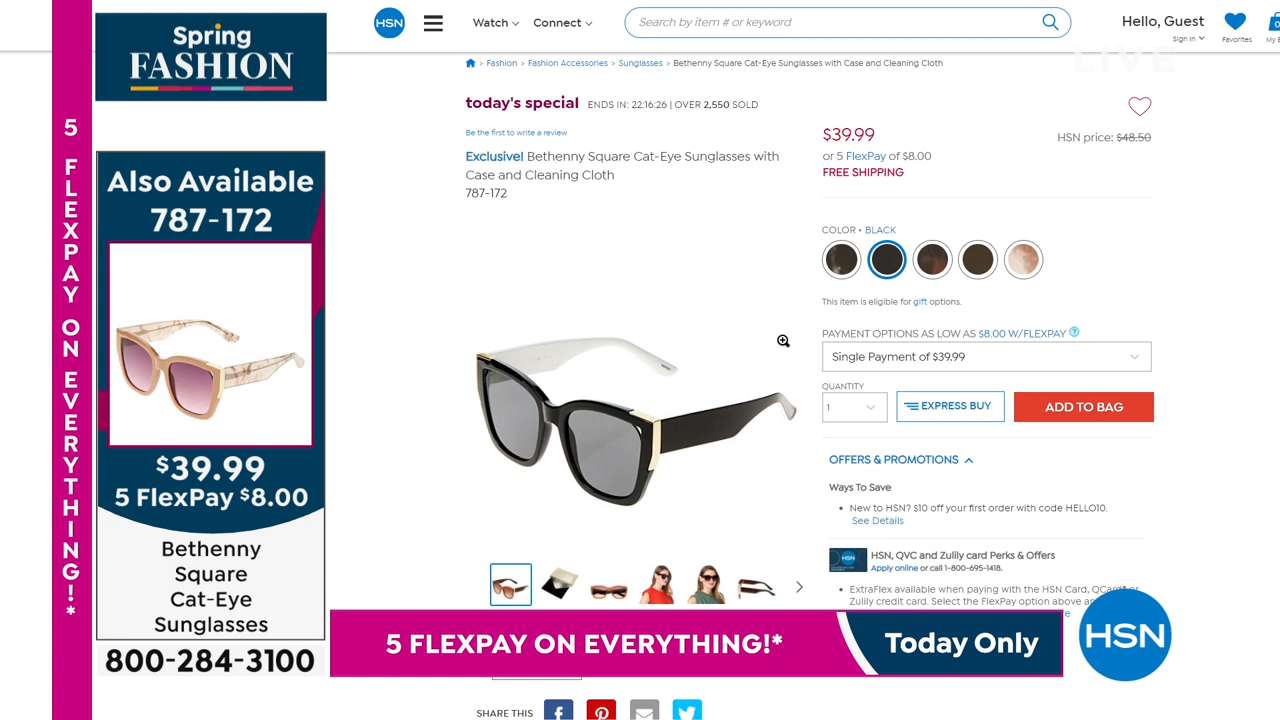 Spring
FASHION
5 FLEXPAY ON EVERYTHING!*
Also Available
787-172
$39.99
5 FlexPay $8.00
Bethenny
Square
Cat-Eye
Sunglasses
800-284-3100
HSN
Watch
Connect
Search by item # or keyword
Hello, Guest
Sign In
Favorites
0
LIVE
> Fashion > Fashion Accessories > Sunglasses > Bethenny Square Cat-Eye Sunglasses with Case and Cleaning Cloth
today's special ENDS IN: 22:16:26 | OVER 2,550 SOLD
Be the first to write a review
Exclusive! Bethenny Square Cat-Eye Sunglasses with
Case and Cleaning Cloth
787-172
$39.99
HSN price: $48.50
or 5 FlexPay of $8.00
FREE SHIPPING
COLOR • BLACK
This item is eligible for gift options.
PAYMENT OPTIONS AS LOW AS $8.00 W/FLEXPAY ?
Single Payment of $39.99
QUANTITY
1
EXPRESS BUY
ADD TO BAG
OFFERS & PROMOTIONS
Ways To Save
• New to HSN? $10 off your first order with code HELLO10.
See Details
HSN, QVC and Zulily card Perks & Offers
Apply online or call 1-800-695-1418.
• ExtraFlex available when paying with the HSN Card, QCard or
Zulily credit card. Select the FlexPay option above
5 FLEXPAY ON EVERYTHING!*
Today Only
HSN
SHARE THIS